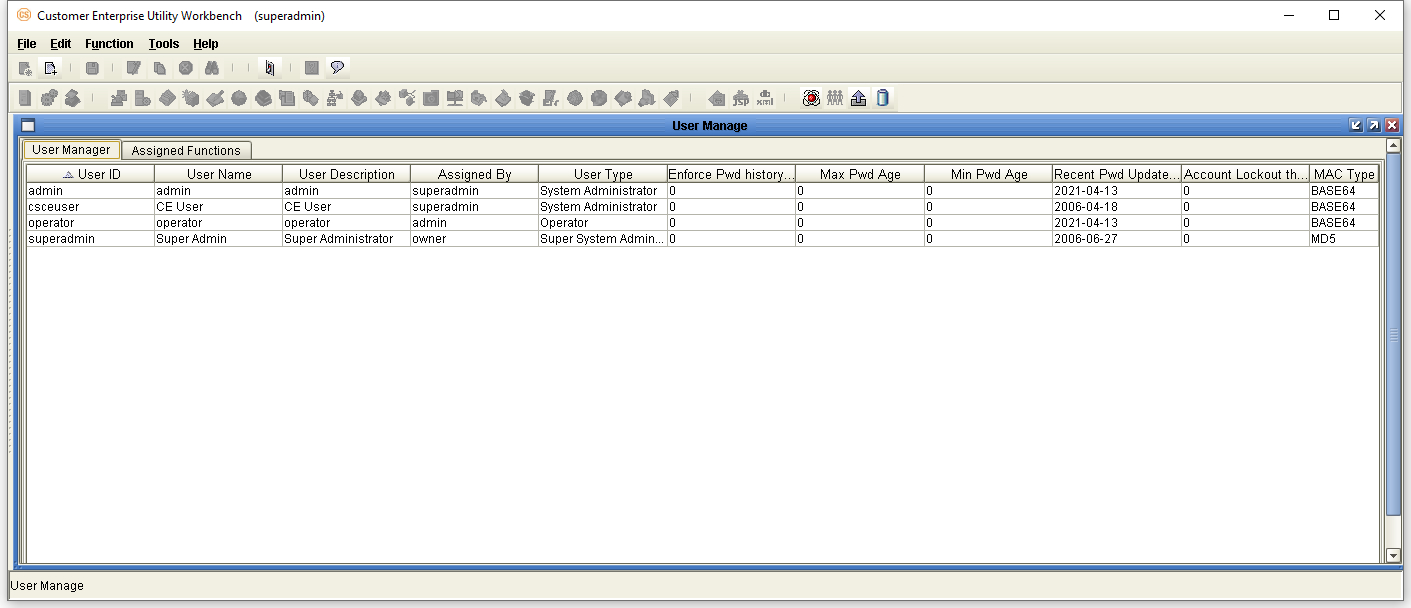 CS Customer Enterprise Utility Workbench (superadmin)
File Edit Function Tools Help
JSP db xml
User Manage
User Manager Assigned Functions
User ID User Name User Description Assigned By User Type Enforce Pwd history... Max Pwd Age Min Pwd Age Recent Pwd Update... Account Lockout th... MAC Type
admin admin admin superadmin System Administrator 0 0 0 2021-04-13 0 BASE64
csceuser CE User CE User superadmin System Administrator 0 0 0 2006-04-18 0 BASE64
operator operator operator admin Operator 0 0 0 2021-04-13 0 BASE64
superadmin Super Admin Super Administrator owner Super System Admin... 0 0 0 2006-06-27 0 MD5
User Manage